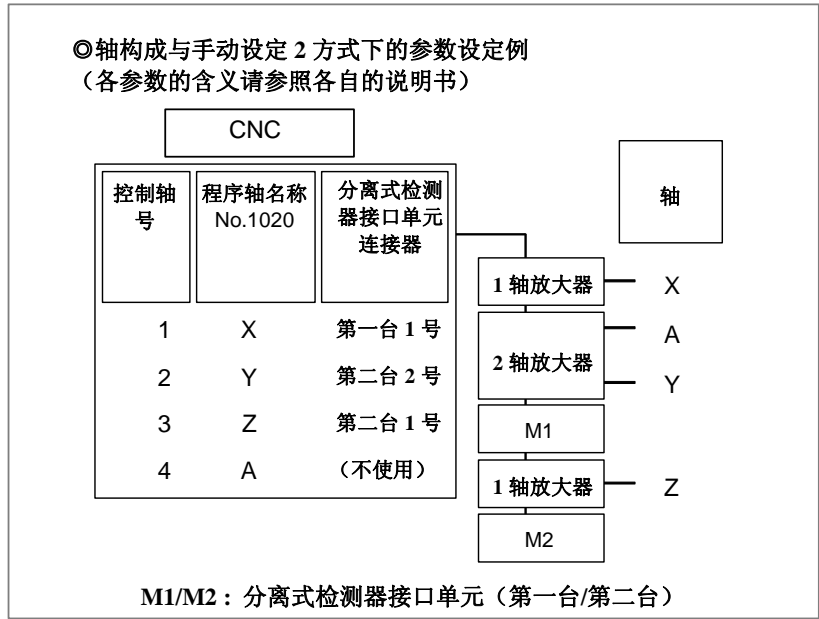 ◎轴构成与手动设定 2 方式下的参数设定例
（各参数的含义请参照各自的说明书）
CNC
控制轴号 程序轴名称 No.1020 分离式检测器接口单元连接器
1 X 第一台 1 号
2 Y 第二台 2 号
3 Z 第二台 1 号
4 A （不使用）
轴
1 轴放大器 X
2 轴放大器 A
Y
M1
1 轴放大器 Z
M2
M1/M2：分离式检测器接口单元（第一台/第二台）